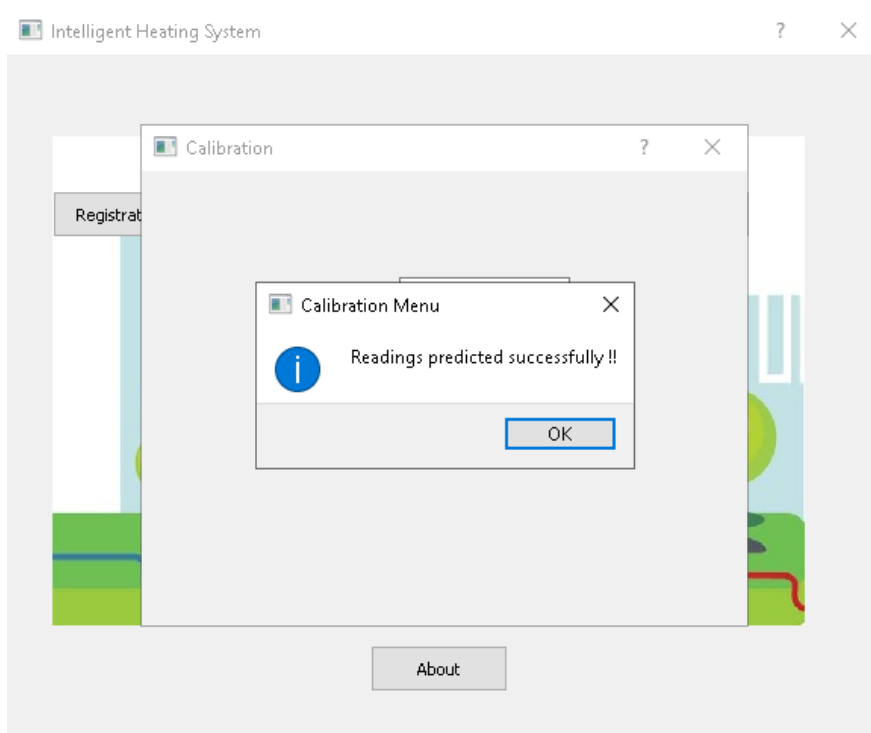 Intelligent Heating System
Calibration
Registrat
Calibration Menu
Readings predicted successfully !!
OK
About